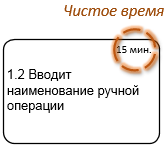 Чистое время
15 мин.
1.2 Вводит
наименование ручной
операции